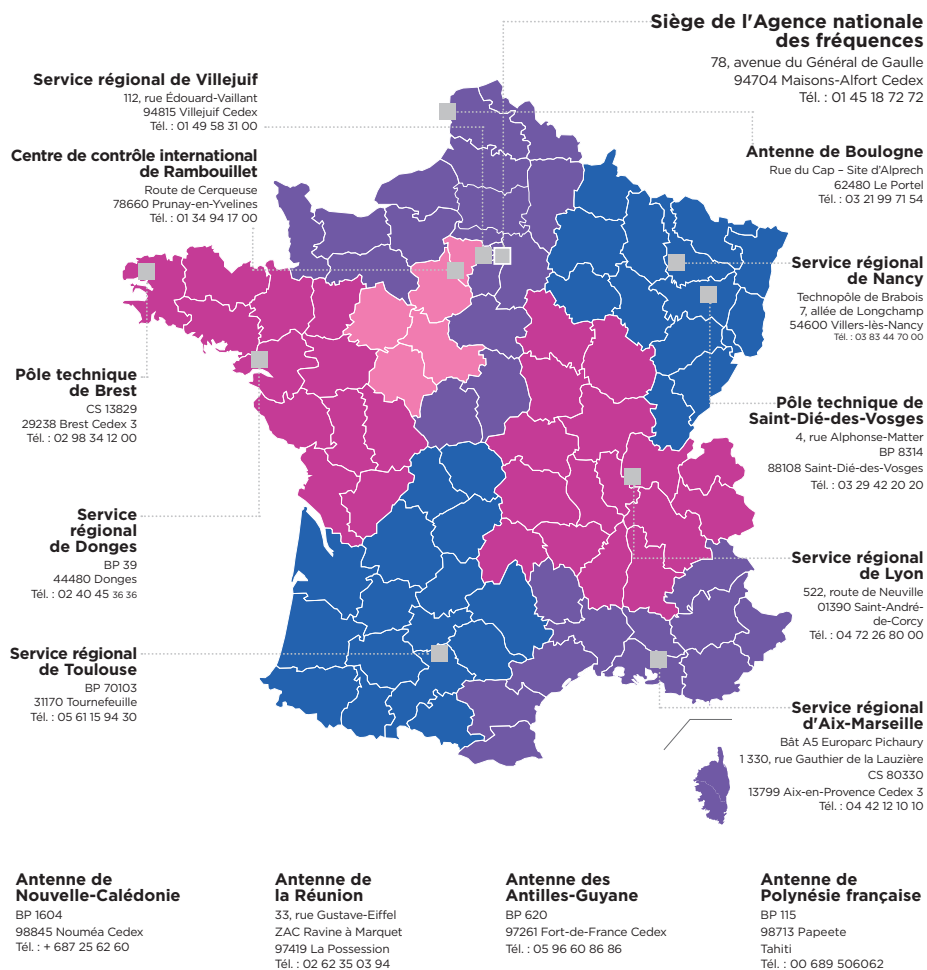 Siège de l'Agence nationale
des fréquences
78, avenue du Général de Gaulle
94704 Maisons-Alfort Cedex
Tél. : 01 45 18 72 72
Service régional de Villejuif
112, rue Édouard-Vaillant
94815 Villejuif Cedex
Tél. : 01 49 58 31 00
Centre de contrôle international
de Rambouillet
Route de Cerqueuse
78660 Prunay-en-Yvelines
Tél. : 01 34 94 17 00
Antenne de Boulogne
Rue du Cap – Site d'Alprech
62480 Le Portel
Tél. : 03 21 99 71 54
Service régional
de Nancy
Technopôle de Brabois
7, allée de Longchamp
54600 Villers-lès-Nancy
Tél. : 03 83 44 70 00
Pôle technique
de Brest
CS 13829
29238 Brest Cedex 3
Tél. : 02 98 34 12 00
Pôle technique de
Saint-Dié-des-Vosges
4, rue Alphonse-Matter
BP 8314
88108 Saint-Dié-des-Vosges
Tél. : 03 29 42 20 20
Service
régional
de Donges
BP 39
44480 Donges
Tél. : 02 40 45 36 36
Service régional
de Lyon
522, route de Neuville
01390 Saint-André-
de-Corcy
Tél. : 04 72 26 80 00
Service régional
de Toulouse
BP 70103
31170 Tournefeuille
Tél. : 05 61 15 94 30
Service régional
d'Aix-Marseille
Bât A5 Europarc Pichaury
1 330, rue Gauthier de la Lauzière
CS 80330
13799 Aix-en-Provence Cedex 3
Tél. : 04 42 12 10 10
Antenne de
Nouvelle-Calédonie
BP 1604
98845 Nouméa Cedex
Tél. : + 687 25 62 60
Antenne de
la Réunion
33, rue Gustave-Eiffel
ZAC Ravine à Marquet
97419 La Possession
Tél. : 02 62 35 03 94
Antenne des
Antilles-Guyane
BP 620
97261 Fort-de-France Cedex
Tél. : 05 96 60 86 86
Antenne de
Polynésie française
BP 115
98713 Papeete
Tahiti
Tél. : 00 689 506062